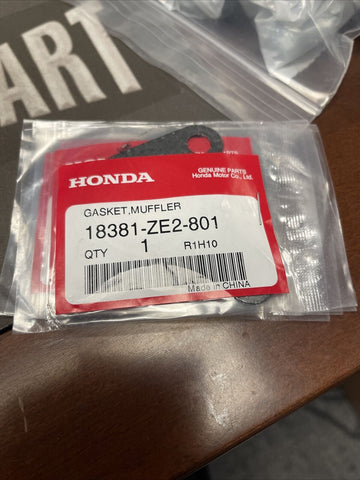 ART
HONDA
GENUINE PARTS
Honda Motor Co., Ltd.
HONDA
GASKET,MUFFLER
18381-ZE2-801
QTY 1 R1H10
Made in CHINA